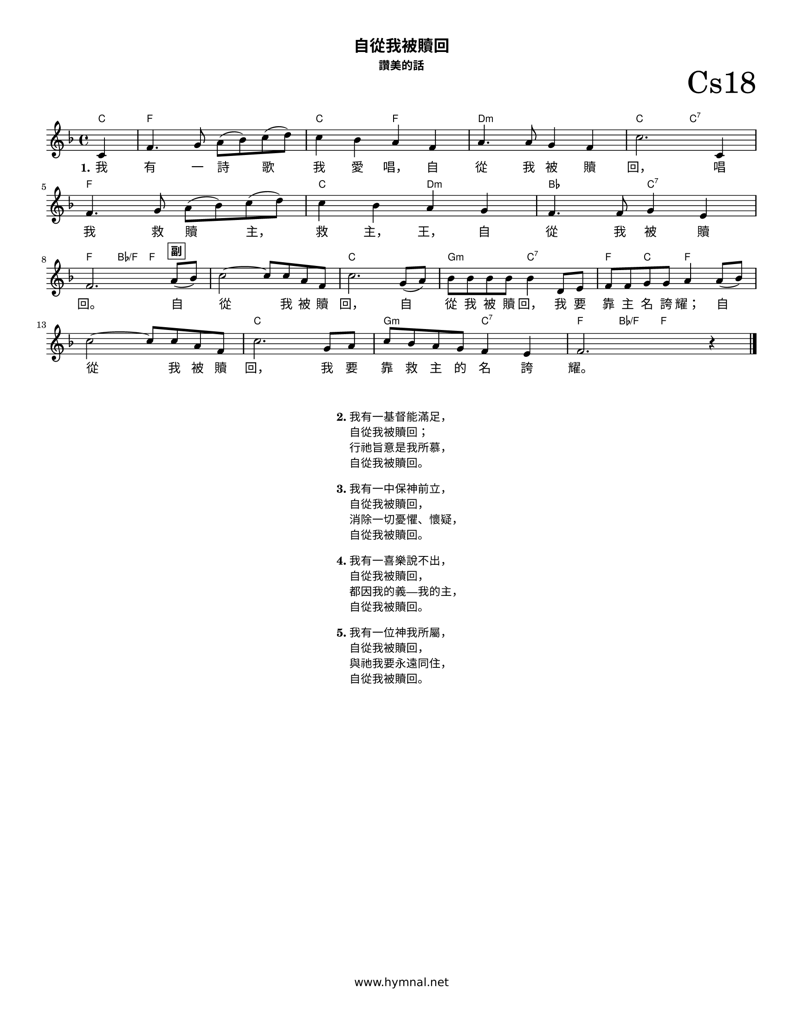 自從我被贖回
讚美的話
Cs18
C F C F Dm C C7
1. 我 有 一 詩 歌 我 愛 唱， 自 從 我 被 贖 回， 唱
5 F C Dm B♭ C7
我 救 贖 主， 救 主， 王， 自 從 我 被 贖
8 F B♭/F F 副 C Gm C7 F C F
回。 自 從 我 被 贖 回， 自 從 我 被 贖 回， 我 要 靠 主 名 誇 耀； 自
13 C Gm C7 F B♭/F F
從 我 被 贖 回， 我 要 靠 救 主 的 名 誇 耀。
2. 我有一基督能滿足，
自從我被贖回；
行祂旨意是我所慕，
自從我被贖回。
3. 我有一中保神前立，
自從我被贖回，
消除一切憂懼、懷疑，
自從我被贖回。
4. 我有一喜樂說不出，
自從我被贖回，
都因我的義—我的主，
自從我被贖回。
5. 我有一位神我所屬，
自從我被贖回，
與祂我要永遠同住，
自從我被贖回。
www.hymnal.net